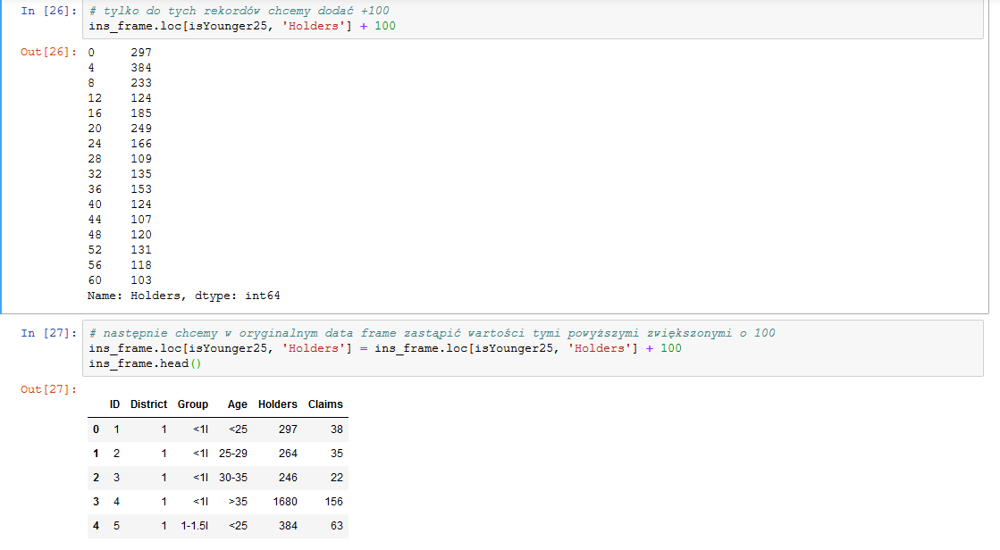 In [26]: # tylko do tych rekordów chcemy dodać +100
ins_frame.loc[isYounger25, 'Holders'] + 100
Out[26]: 0 297
4 384
8 233
12 124
16 185
20 249
24 166
28 109
32 135
36 153
40 124
44 107
48 120
52 131
56 118
60 103
Name: Holders, dtype: int64
In [27]: # następnie chcemy w oryginalnym data frame zastąpić wartości tymi powyższymi zwiększonymi o 100
ins_frame.loc[isYounger25, 'Holders'] = ins_frame.loc[isYounger25, 'Holders'] + 100
ins_frame.head()
Out[27]:
ID District Group Age Holders Claims
0 1 1 <1l <25 297 38
1 2 1 <1l 25-29 264 35
2 3 1 <1l 30-35 246 22
3 4 1 <1l >35 1680 156
4 5 1 1-1.5l <25 384 63